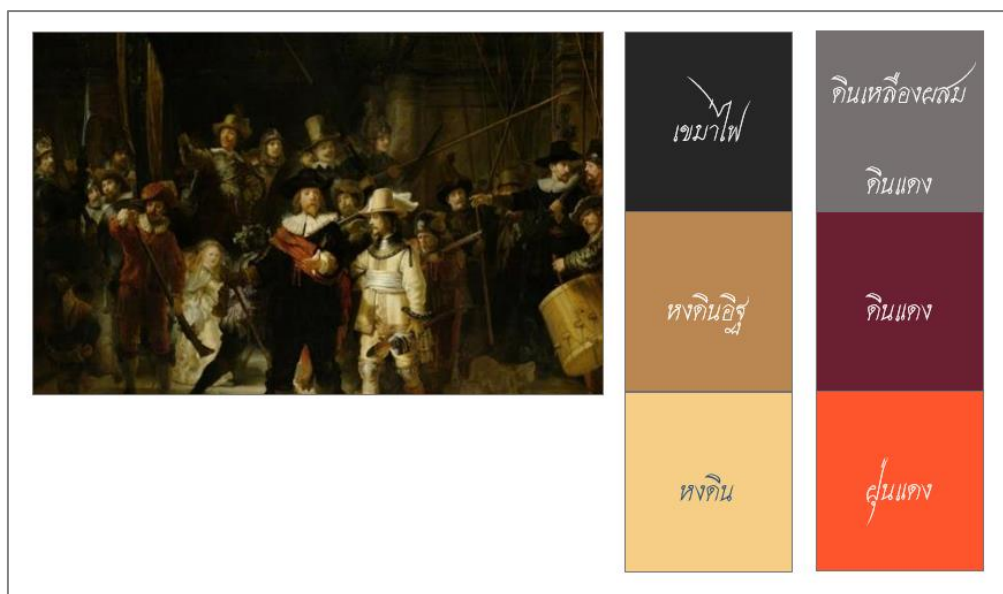 เขม่าไฟ
หงดินอิฐ
หงดิน
ดินเหลืองผสม
ดินแดง
ดินแดง
ฝุ่นแดง